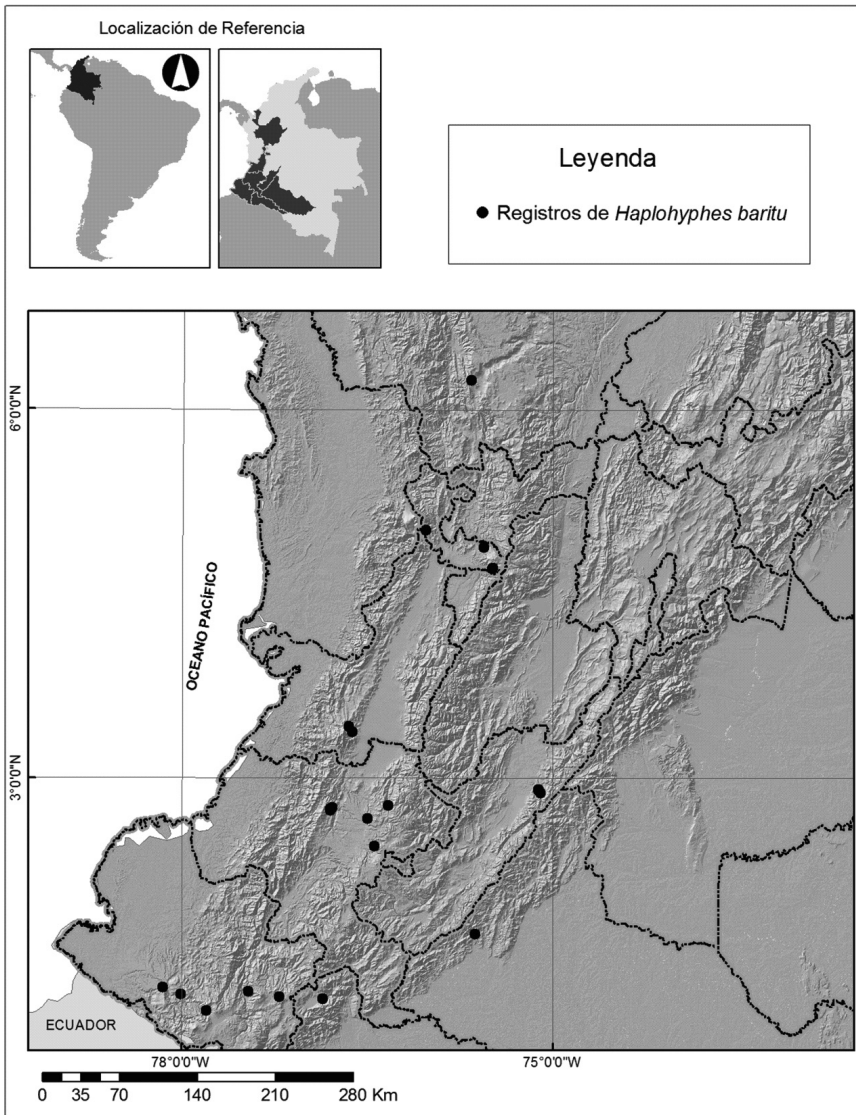 Localización de Referencia
Leyenda
Registros de Haplohyphes baritu
6°0'0"N
OCEANO PACÍFICO
3°0'0"N
ECUADOR
78°0'0"W
75°0'0"W
0 35 70 140 210 280 Km